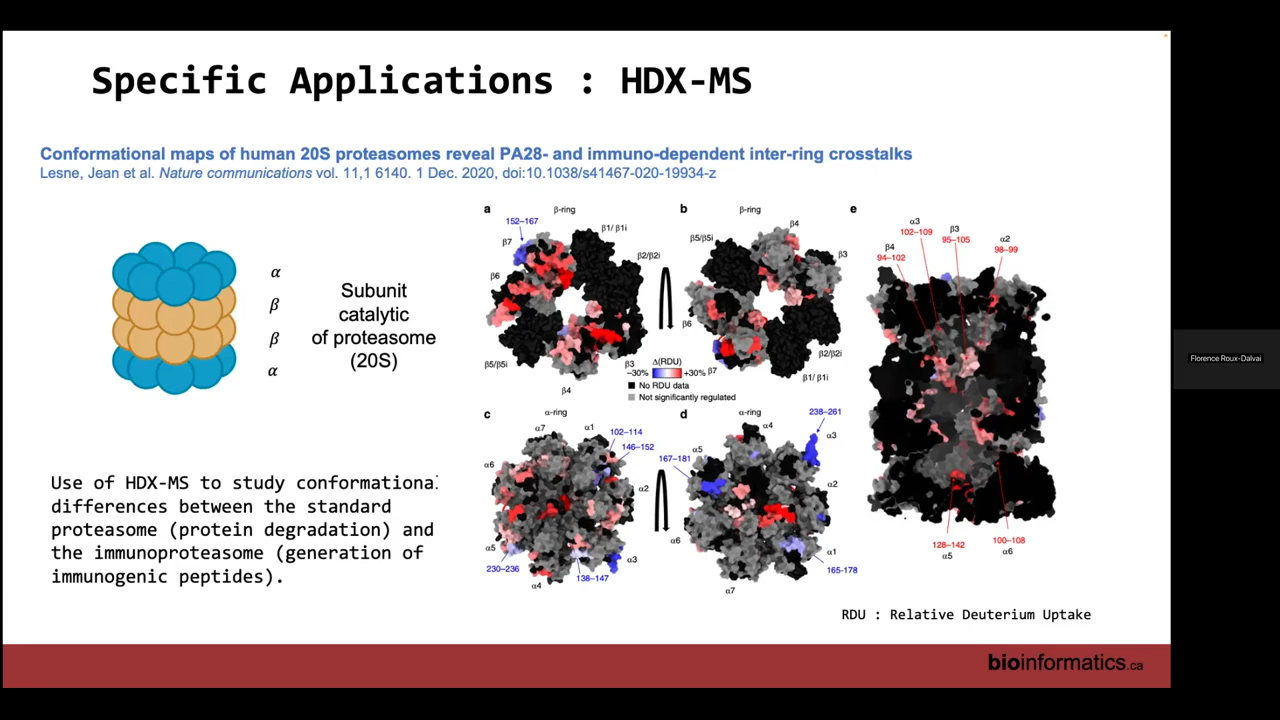 Specific Applications : HDX-MS
Conformational maps of human 20S proteasomes reveal PA28- and immuno-dependent inter-ring crosstalks
Lesne, Jean et al. Nature communications vol. 11,1 6140. 1 Dec. 2020, doi:10.1038/s41467-020-19934-z
α
β
β
α
Subunit
catalytic
of proteasome
(20S)
Use of HDX-MS to study conformational
differences between the standard
proteasome (protein degradation) and
the immunoproteasome (generation of
immunogenic peptides).
a
β-ring
152–167
β7
β1/ β1i
β2/β2i
β6
β5/β5i
β4
β3
b
β-ring
β4
β5/β5i
β3
β6
β7
β2/β2i
β1/ β1i
Δ(RDU)
−30%
+30%
No RDU data
Not significantly regulated
c
α-ring
α7
α1
102–114
146–152
α6
α2
α5
230–236
α4
138–147
α3
d
α-ring
α4
238–261
α3
α5
167–181
α2
α6
α1
165-178
α7
e
α3
102–109
β3
95–105
α2
98–99
β4
94–102
128–142
α5
100–108
α6
RDU : Relative Deuterium Uptake
bioinformatics.ca
Florence Roux-Dalvai